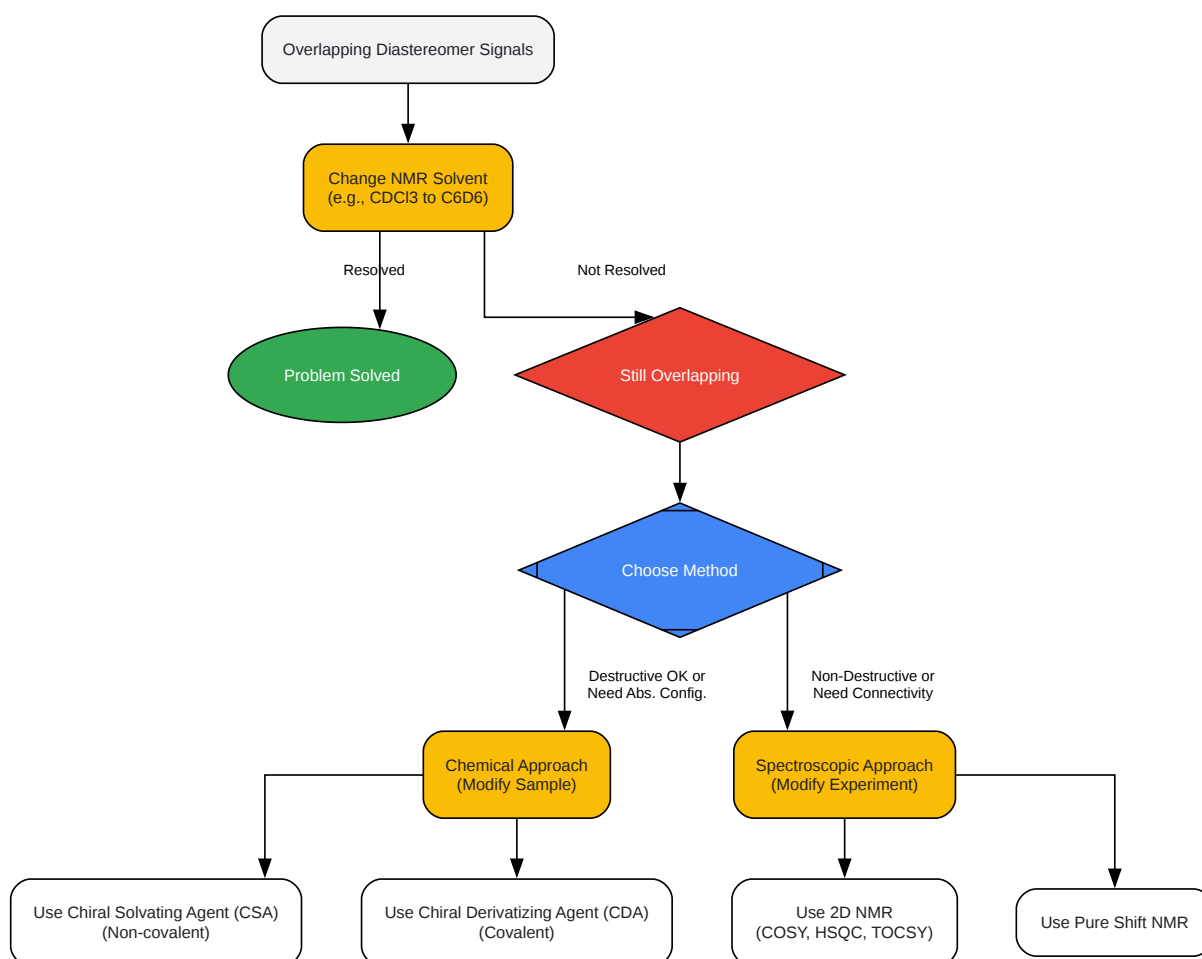 Overlapping Diastereomer Signals
Change NMR Solvent
(e.g., CDCl3 to C6D6)
Resolved
Not Resolved
Problem Solved
Still Overlapping
Choose Method
Destructive OK or
Need Abs. Config.
Non-Destructive or
Need Connectivity
Chemical Approach
(Modify Sample)
Spectroscopic Approach
(Modify Experiment)
Use Chiral Solvating Agent (CSA)
(Non-covalent)
Use Chiral Derivatizing Agent (CDA)
(Covalent)
Use 2D NMR
(COSY, HSQC, TOCSY)
Use Pure Shift NMR